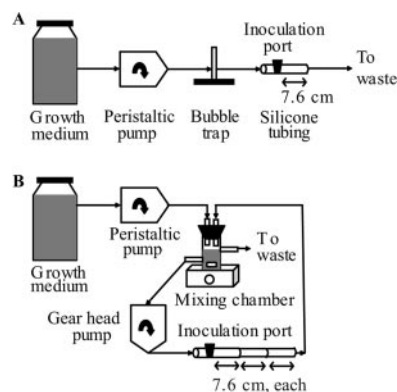 A
Inoculation
port
To
waste
7.6 cm
Growth
medium
Peristaltic
pump
Bubble
trap
Silicone
tubing
B
Peristaltic
pump
To
waste
Growth
medium
Mixing chamber
Gear head
pump
Inoculation port
7.6 cm, each